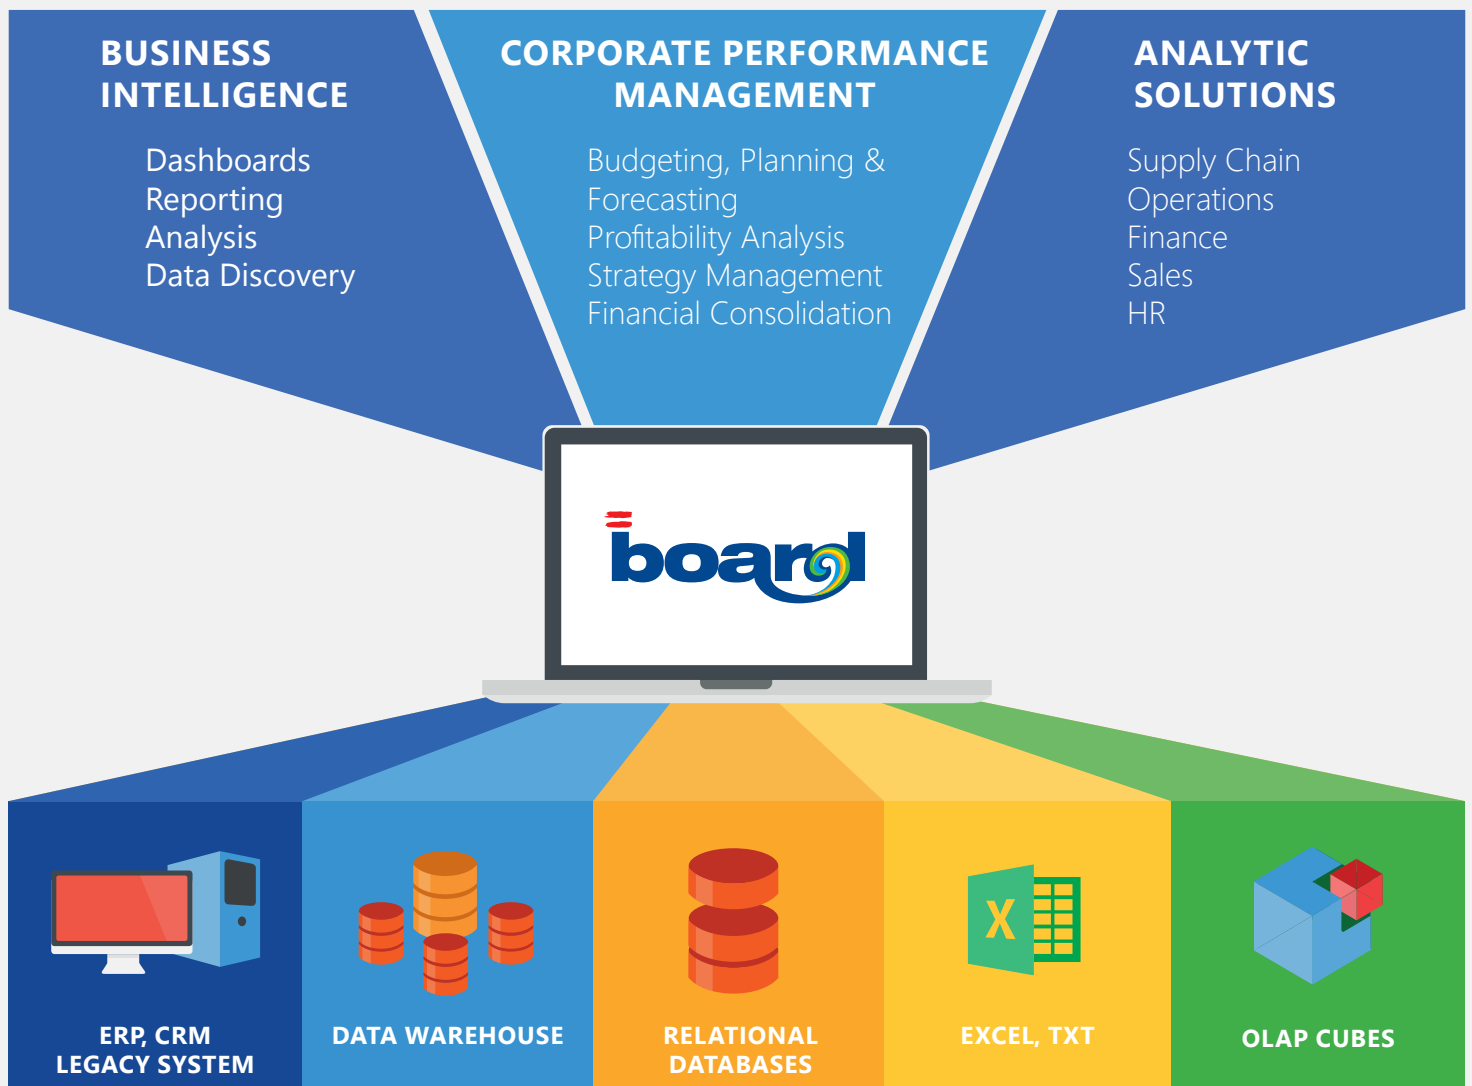 BUSINESS
INTELLIGENCE
Dashboards
Reporting
Analysis
Data Discovery
CORPORATE PERFORMANCE
MANAGEMENT
Budgeting, Planning &
Forecasting
Profitability Analysis
Strategy Management
Financial Consolidation
ANALYTIC
SOLUTIONS
Supply Chain
Operations
Finance
Sales
HR
board
ERP, CRM
LEGACY SYSTEM
DATA WAREHOUSE
RELATIONAL
DATABASES
X
EXCEL, TXT
OLAP CUBES